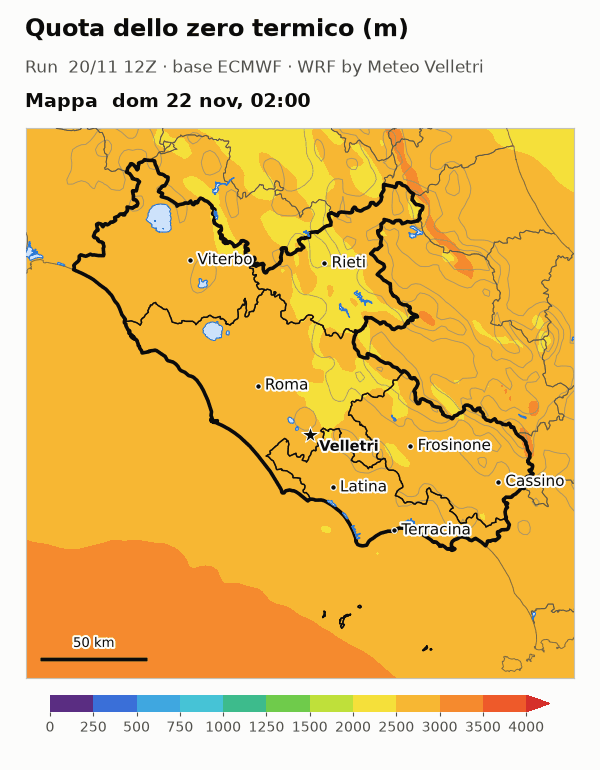 Quota dello zero termico (m)
Run  20/11 12Z · base ECMWF · WRF by Meteo Velletri
Mappa  dom 22 nov, 02:00
Viterbo
Rieti
Roma
Velletri
Frosinone
Cassino
Latina
Terracina
50 km
0 250 500 750 1000 1250 1500 2000 2500 3000 3500 4000